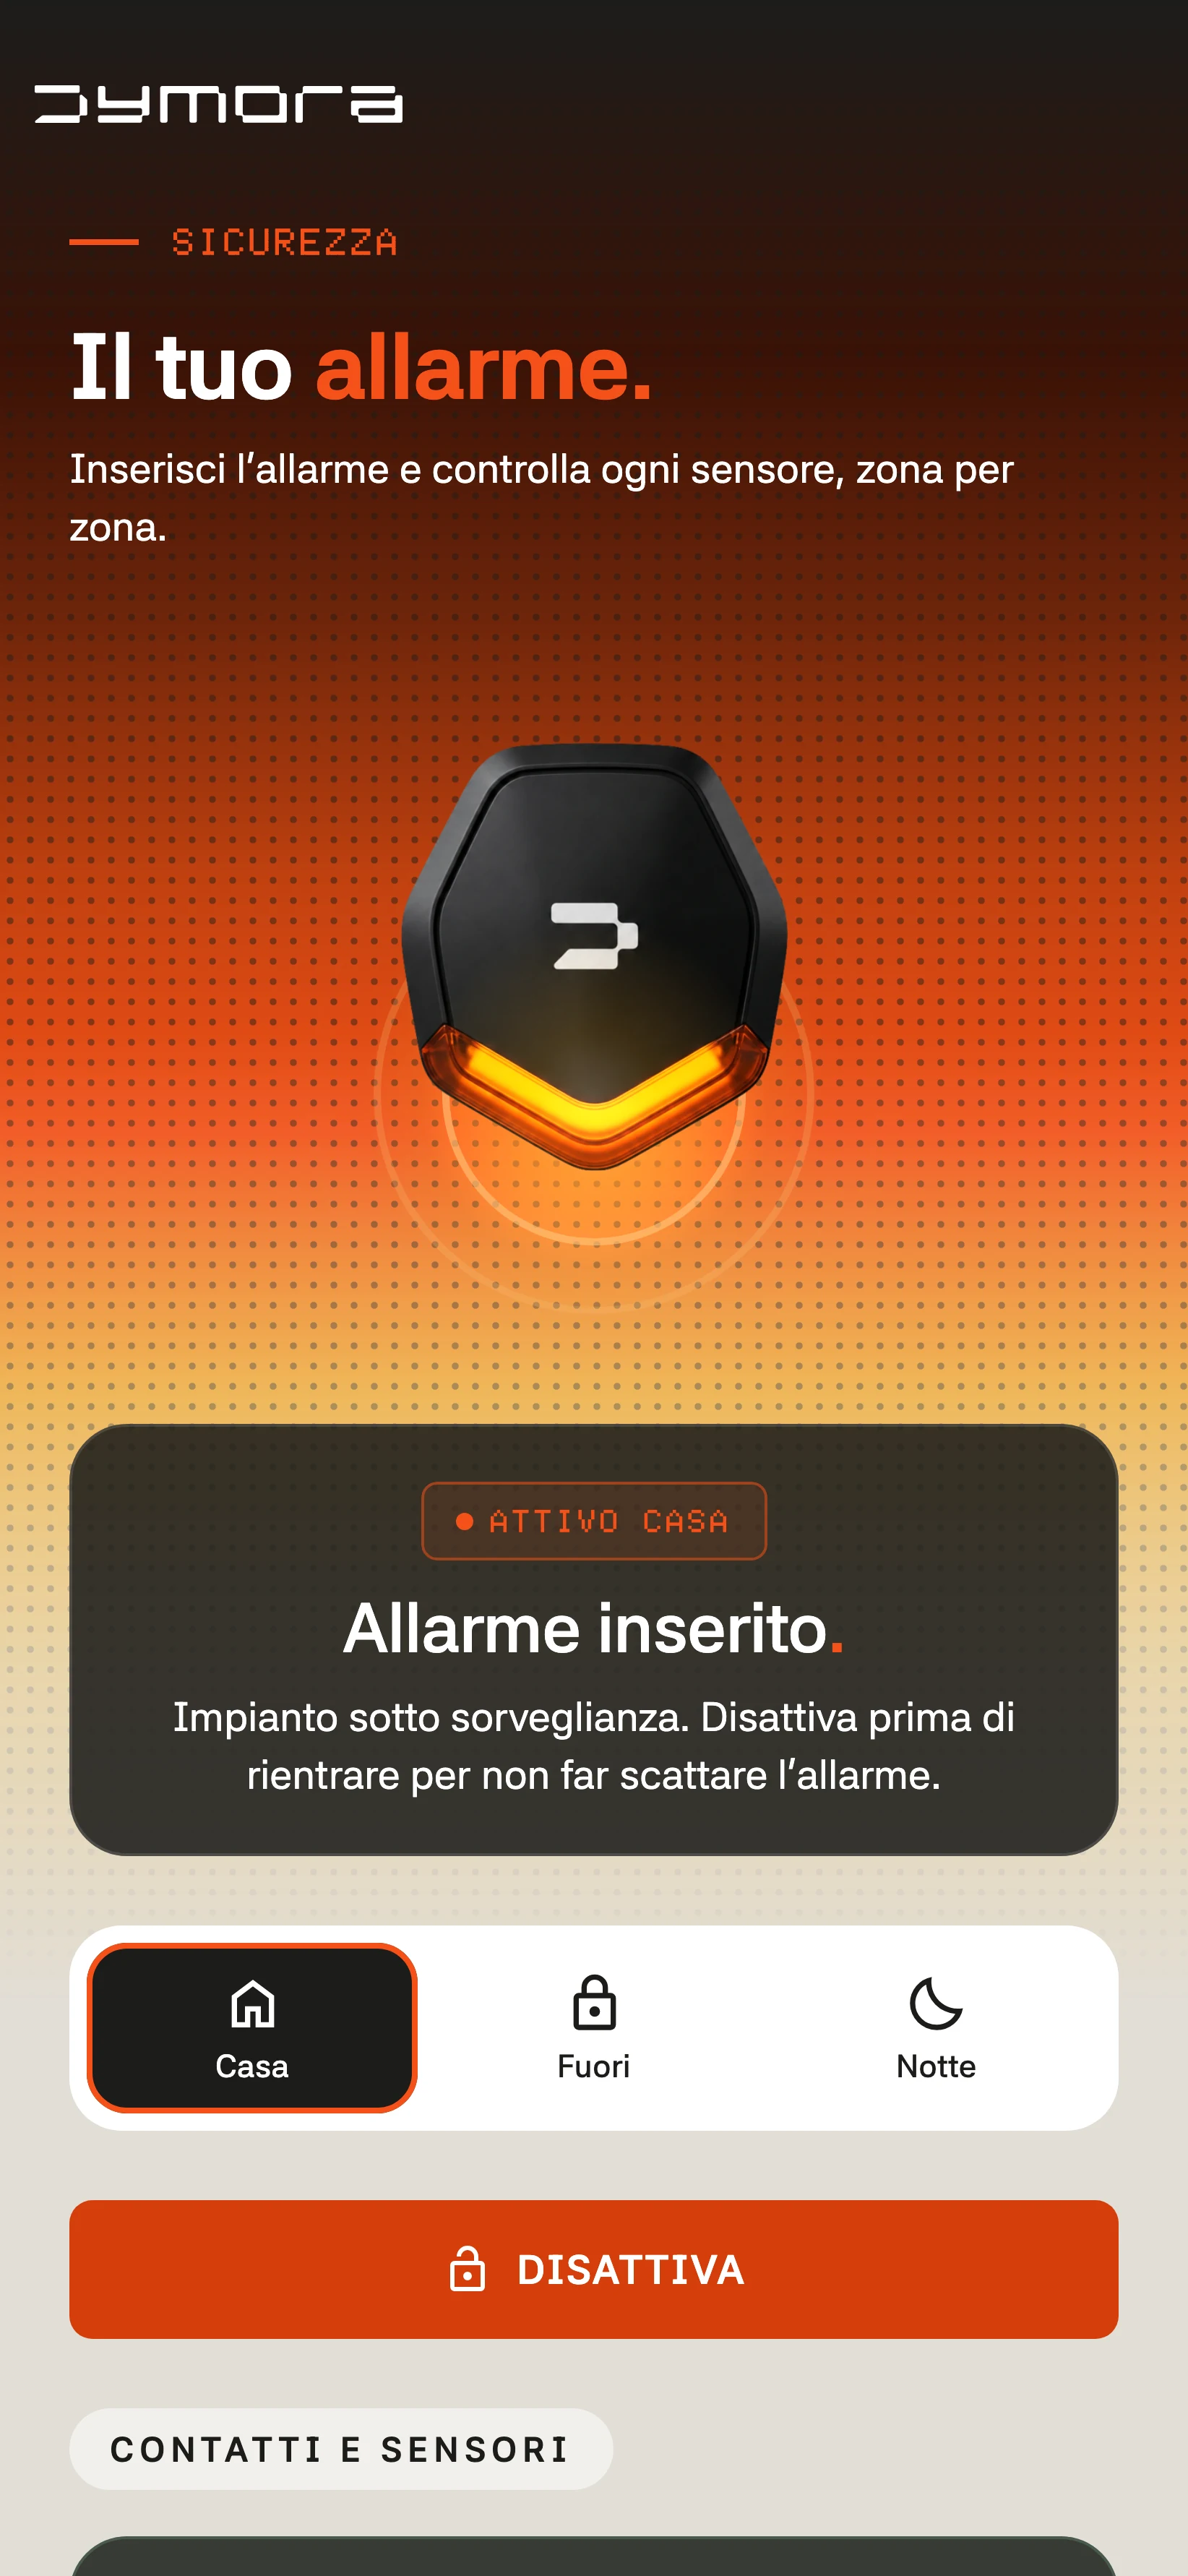 Dymora
SICUREZZA
Il tuo allarme.
Inserisci l’allarme e controlla ogni sensore, zona per
zona.
ATTIVO CASA
Allarme inserito.
Impianto sotto sorveglianza. Disattiva prima di
rientrare per non far scattare l’allarme.
Casa
Fuori
Notte
DISATTIVA
CONTATTI E SENSORI